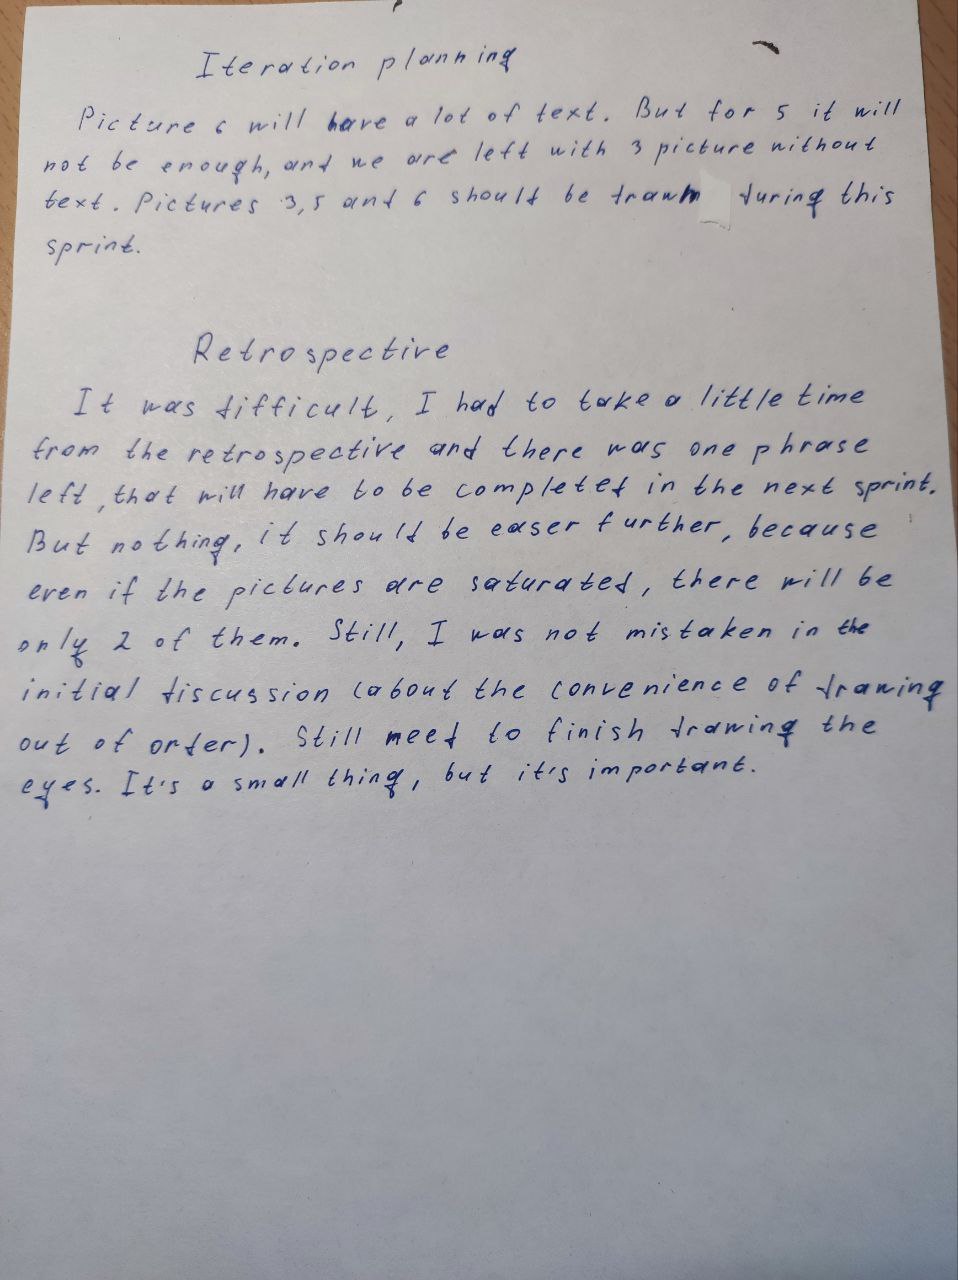 Iteration planning
Picture 6 will have a lot of text. But for 5 it will
not be enough, and we are left with 3 picture without
text. Pictures 3, 5 and 6 should be drawn during this
sprint.
Retrospective
It was difficult, I had to take a little time
from the retrospective and there was one phrase
left, that will have to be completed in the next sprint.
But nothing, it should be easer further, because
even if the pictures are saturated, there will be
only 2 of them. Still, I was not mistaken in the
initial discussion (about the convenience of drawing
out of order). Still need to finish drawing the
eyes. It's a small thing, but it's important.